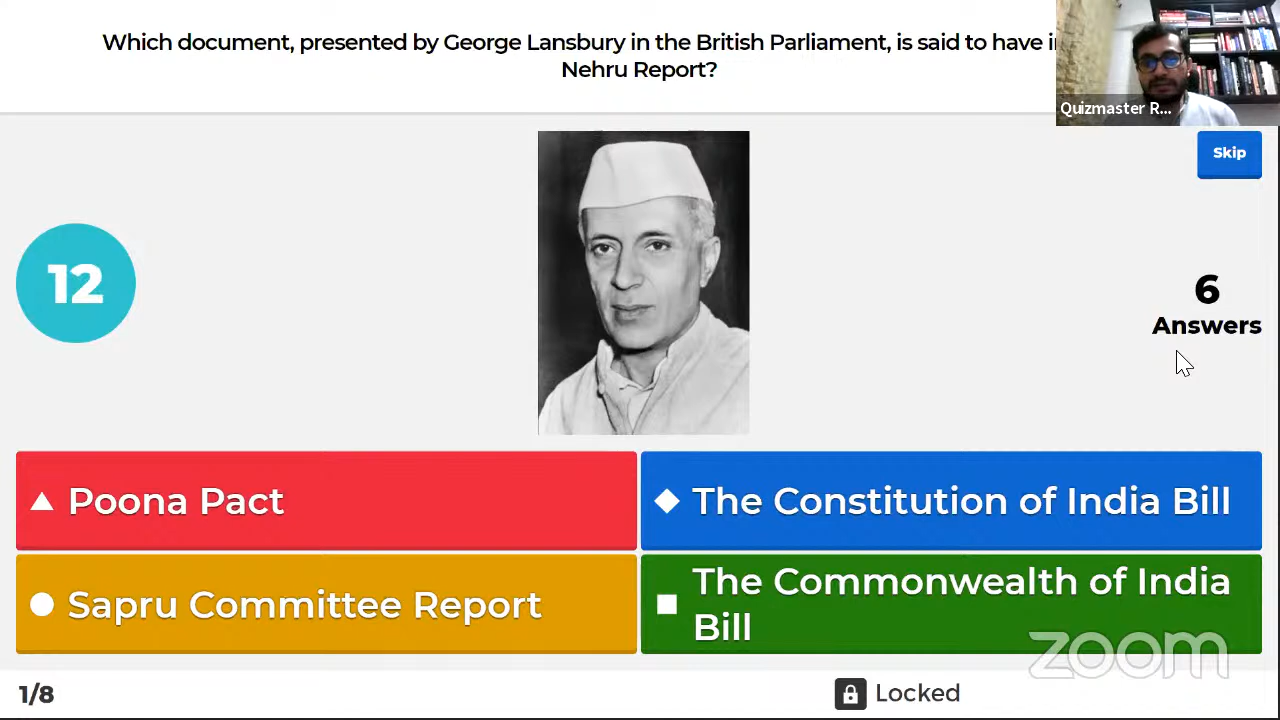 Which document, presented by George Lansbury in the British Parliament, is said to have
Nehru Report?
Quizmaster R...
Skip
12
6
Answers
Poona Pact
The Constitution of India Bill
Sapru Committee Report
The Commonwealth of India
Bill
zoom
1/8
Locked